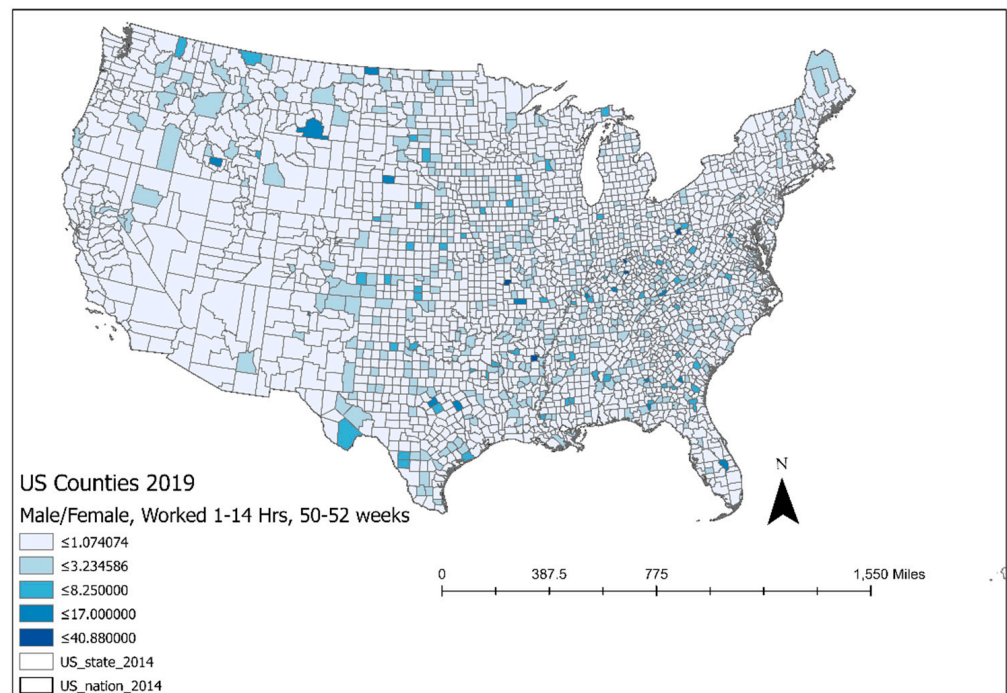 N
US Counties 2019
Male/Female, Worked 1-14 Hrs, 50-52 weeks
≤1.074074
≤3.234586
≤8.250000
≤17.000000
≤40.880000
US_state_2014
US_nation_2014
0 387.5 775 1,550 Miles